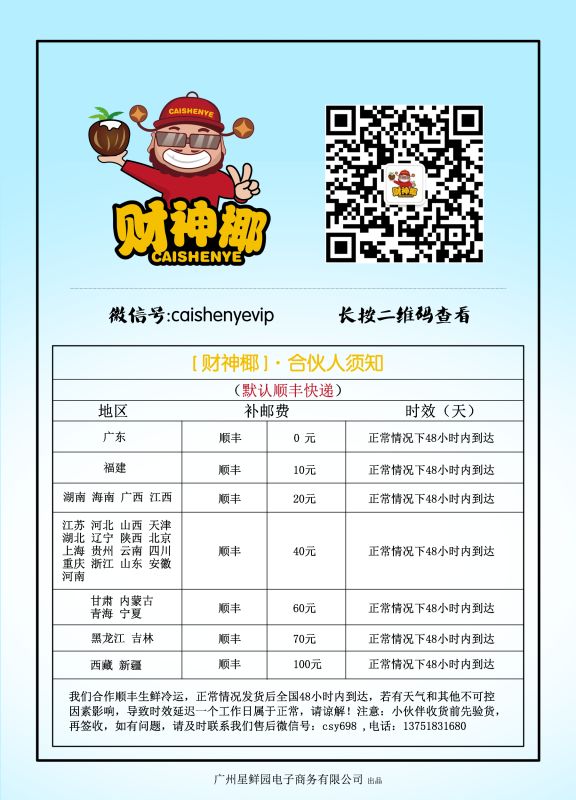 CAISHENYE
财神椰
CAISHENYE
微信号:caishenyevip
长按二维码查看
[财神椰]·合伙人须知
(默认顺丰快递)
地区 补邮费 时效（天）
广东 顺丰 0 元 正常情况下48小时内到达
福建 顺丰 10元 正常情况下48小时内到达
湖南 海南 广西 江西 顺丰 20元 正常情况下48小时内到达
江苏 河北 山西 天津
湖北 辽宁 陕西 北京
上海 贵州 云南 四川 顺丰 40元 正常情况下48小时内到达
重庆 浙江 山东 安徽
河南
甘肃 内蒙古
青海 宁夏 顺丰 60元 正常情况下48小时内到达
黑龙江 吉林 顺丰 70元 正常情况下48小时内到达
西藏 新疆 顺丰 100元 正常情况下48小时内到达
我们合作顺丰生鲜冷运，正常情况发货后全国48小时内到达，若有天气和其他不可控
因素影响，导致时效延迟一个工作日属于正常，请谅解！注意：小伙伴收货前先验货，
再签收，如有问题，请及时联系我们售后微信号：csy698 ,电话：13751831680
广州星鲜园电子商务有限公司 出品